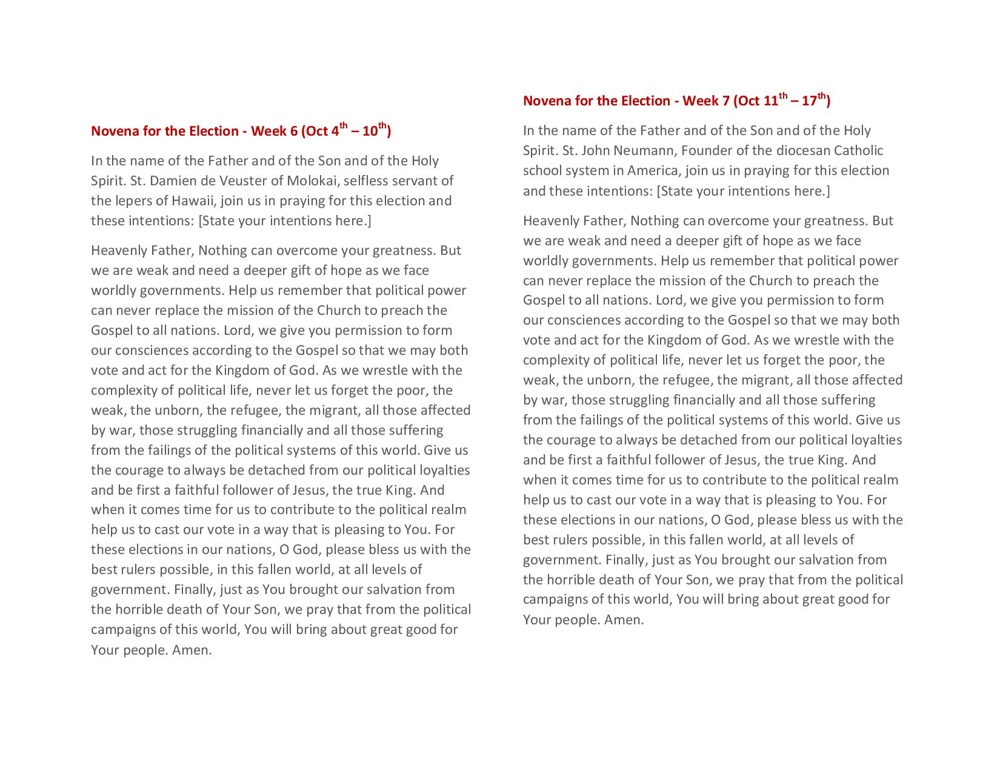 Novena for the Election - Week 6 (Oct 4th – 10th)
In the name of the Father and of the Son and of the Holy
Spirit. St. Damien de Veuster of Molokai, selfless servant of
the lepers of Hawaii, join us in praying for this election and
these intentions: [State your intentions here.]
Heavenly Father, Nothing can overcome your greatness. But
we are weak and need a deeper gift of hope as we face
worldly governments. Help us remember that political power
can never replace the mission of the Church to preach the
Gospel to all nations. Lord, we give you permission to form
our consciences according to the Gospel so that we may both
vote and act for the Kingdom of God. As we wrestle with the
complexity of political life, never let us forget the poor, the
weak, the unborn, the refugee, the migrant, all those affected
by war, those struggling financially and all those suffering
from the failings of the political systems of this world. Give us
the courage to always be detached from our political loyalties
and be first a faithful follower of Jesus, the true King. And
when it comes time for us to contribute to the political realm
help us to cast our vote in a way that is pleasing to You. For
these elections in our nations, O God, please bless us with the
best rulers possible, in this fallen world, at all levels of
government. Finally, just as You brought our salvation from
the horrible death of Your Son, we pray that from the political
campaigns of this world, You will bring about great good for
Your people. Amen.
Novena for the Election - Week 7 (Oct 11th – 17th)
In the name of the Father and of the Son and of the Holy
Spirit. St. John Neumann, Founder of the diocesan Catholic
school system in America, join us in praying for this election
and these intentions: [State your intentions here.]
Heavenly Father, Nothing can overcome your greatness. But
we are weak and need a deeper gift of hope as we face
worldly governments. Help us remember that political power
can never replace the mission of the Church to preach the
Gospel to all nations. Lord, we give you permission to form
our consciences according to the Gospel so that we may both
vote and act for the Kingdom of God. As we wrestle with the
complexity of political life, never let us forget the poor, the
weak, the unborn, the refugee, the migrant, all those affected
by war, those struggling financially and all those suffering
from the failings of the political systems of this world. Give us
the courage to always be detached from our political loyalties
and be first a faithful follower of Jesus, the true King. And
when it comes time for us to contribute to the political realm
help us to cast our vote in a way that is pleasing to You. For
these elections in our nations, O God, please bless us with the
best rulers possible, in this fallen world, at all levels of
government. Finally, just as You brought our salvation from
the horrible death of Your Son, we pray that from the political
campaigns of this world, You will bring about great good for
Your people. Amen.